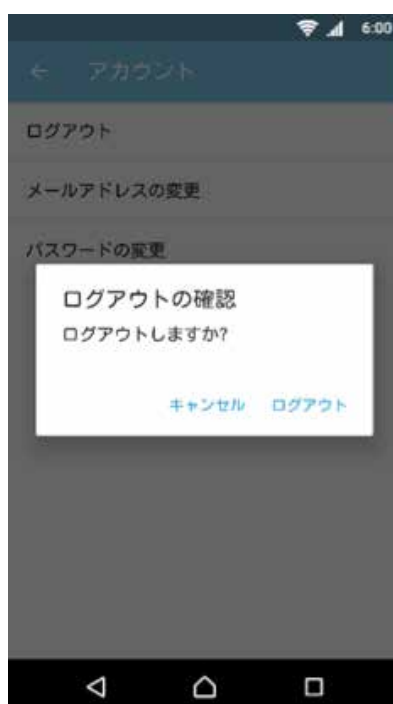 6:00
アカウント
ログアウト
メールアドレスの変更
パスワードの変更
ログアウトの確認
ログアウトしますか?
キャンセル ログアウト